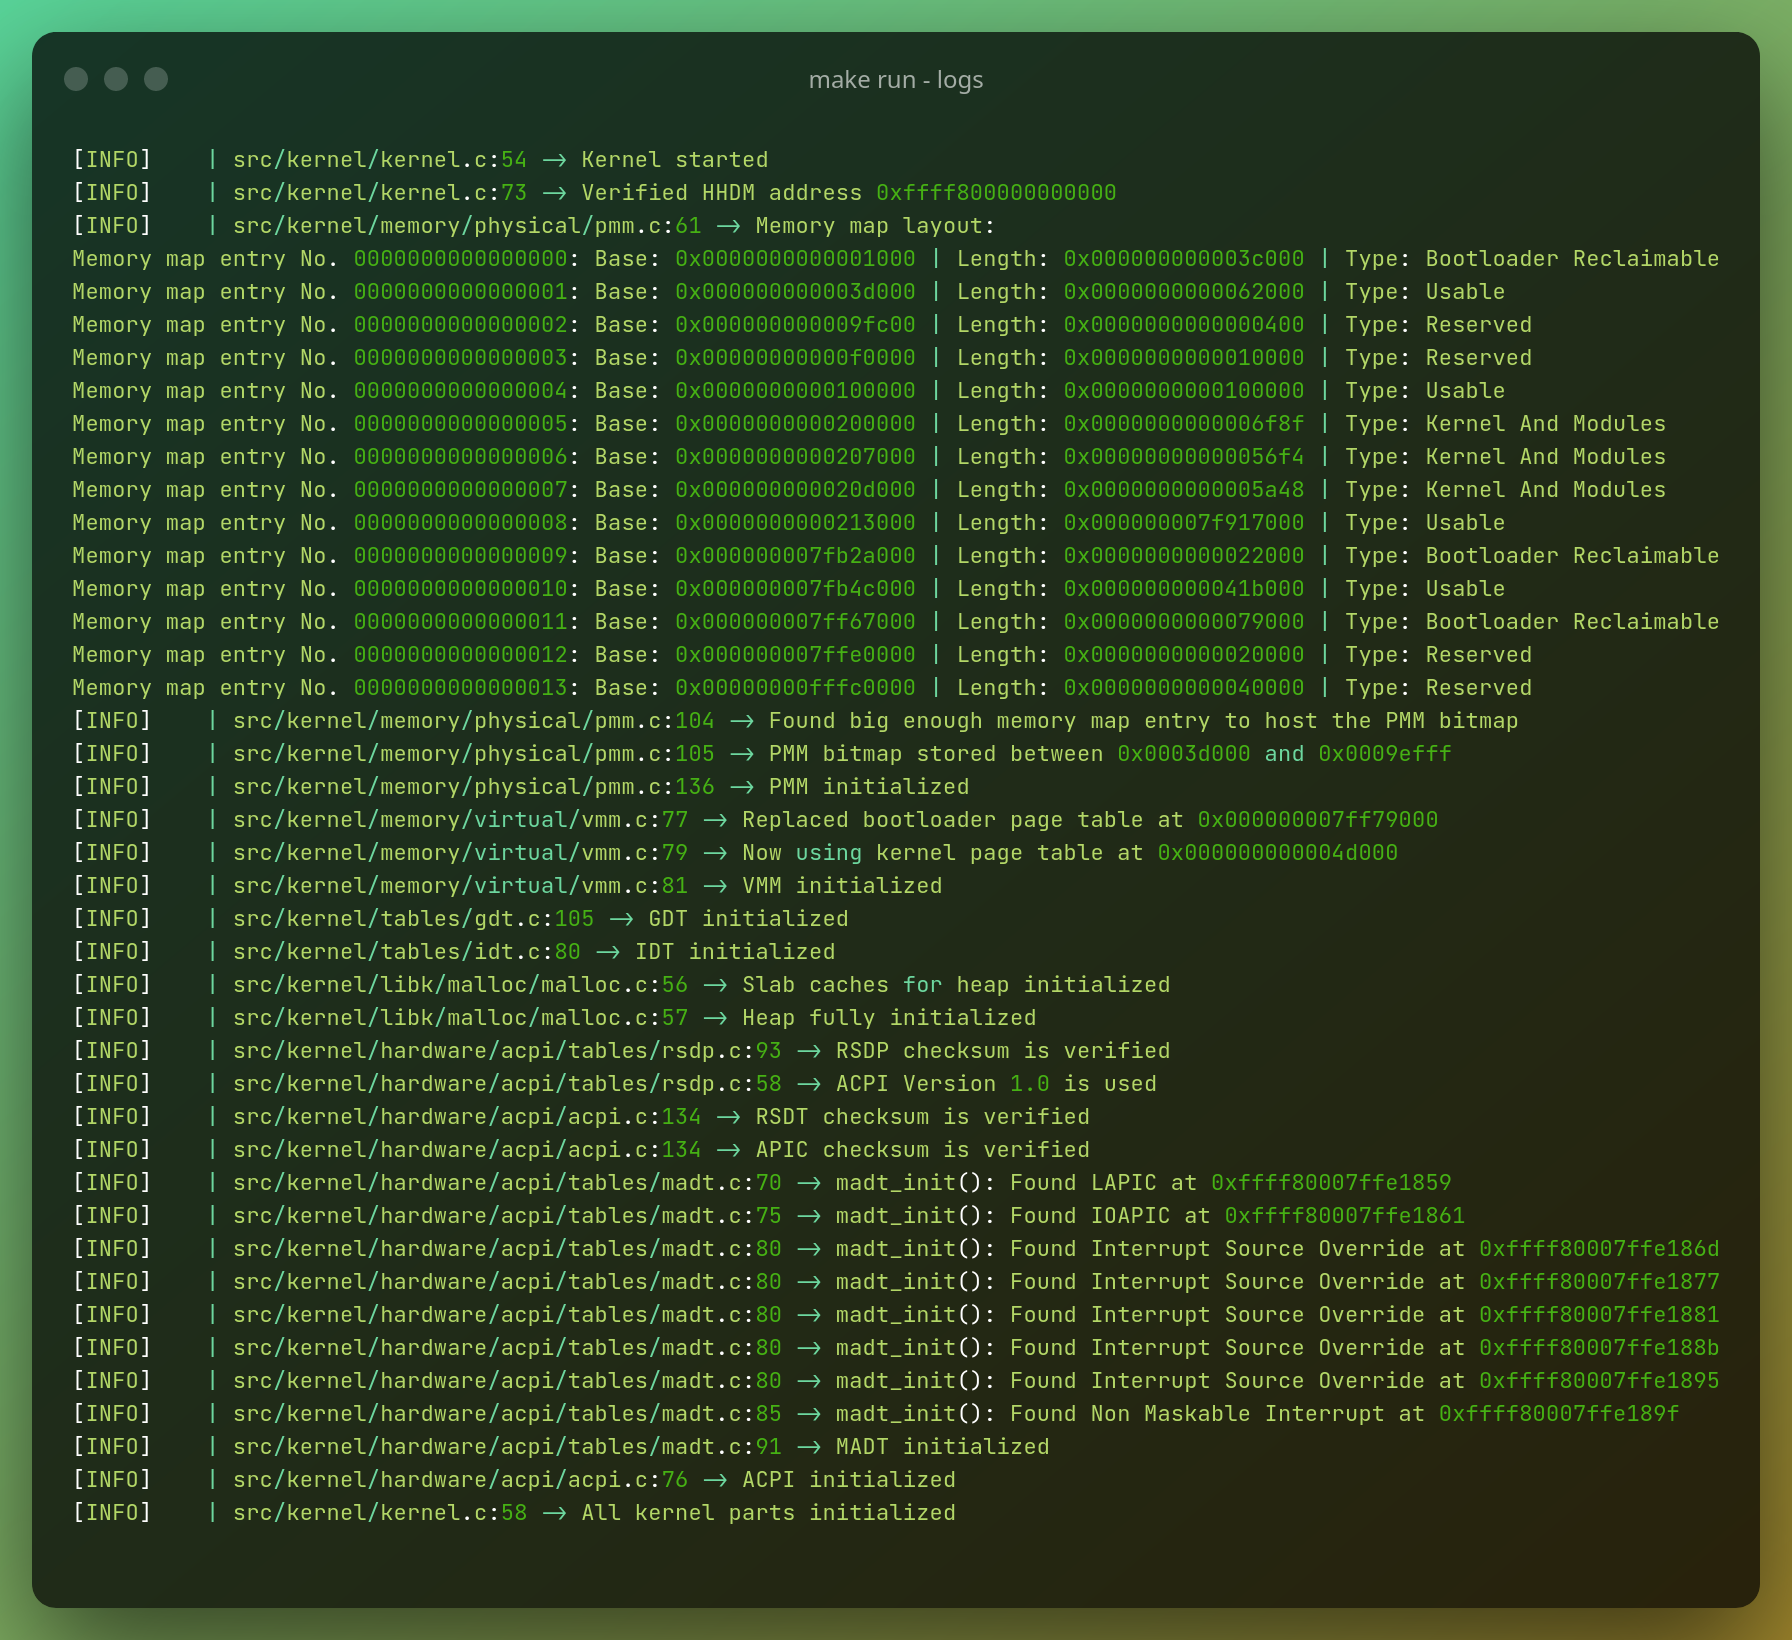 make run - logs
[INFO]    | src/kernel/kernel.c:54 -> Kernel started
[INFO]    | src/kernel/kernel.c:73 -> Verified HHDM address 0xffff800000000000
[INFO]    | src/kernel/memory/physical/pmm.c:61 -> Memory map layout:
Memory map entry No. 0000000000000000: Base: 0x0000000000001000 | Length: 0x000000000003c000 | Type: Bootloader Reclaimable
Memory map entry No. 0000000000000001: Base: 0x000000000003d000 | Length: 0x0000000000062000 | Type: Usable
Memory map entry No. 0000000000000002: Base: 0x000000000009fc00 | Length: 0x0000000000000400 | Type: Reserved
Memory map entry No. 0000000000000003: Base: 0x00000000000f0000 | Length: 0x0000000000010000 | Type: Reserved
Memory map entry No. 0000000000000004: Base: 0x0000000000100000 | Length: 0x0000000000100000 | Type: Usable
Memory map entry No. 0000000000000005: Base: 0x0000000000200000 | Length: 0x0000000000006f8f | Type: Kernel And Modules
Memory map entry No. 0000000000000006: Base: 0x0000000000207000 | Length: 0x00000000000056f4 | Type: Kernel And Modules
Memory map entry No. 0000000000000007: Base: 0x000000000020d000 | Length: 0x0000000000005a48 | Type: Kernel And Modules
Memory map entry No. 0000000000000008: Base: 0x0000000000213000 | Length: 0x000000007f917000 | Type: Usable
Memory map entry No. 0000000000000009: Base: 0x000000007fb2a000 | Length: 0x0000000000022000 | Type: Bootloader Reclaimable
Memory map entry No. 0000000000000010: Base: 0x000000007fb4c000 | Length: 0x000000000041b000 | Type: Usable
Memory map entry No. 0000000000000011: Base: 0x000000007ff67000 | Length: 0x0000000000079000 | Type: Bootloader Reclaimable
Memory map entry No. 0000000000000012: Base: 0x000000007ffe0000 | Length: 0x0000000000020000 | Type: Reserved
Memory map entry No. 0000000000000013: Base: 0x00000000fffc0000 | Length: 0x0000000000040000 | Type: Reserved
[INFO]    | src/kernel/memory/physical/pmm.c:104 -> Found big enough memory map entry to host the PMM bitmap
[INFO]    | src/kernel/memory/physical/pmm.c:105 -> PMM bitmap stored between 0x0003d000 and 0x0009efff
[INFO]    | src/kernel/memory/physical/pmm.c:136 -> PMM initialized
[INFO]    | src/kernel/memory/virtual/vmm.c:77 -> Replaced bootloader page table at 0x000000007ff79000
[INFO]    | src/kernel/memory/virtual/vmm.c:79 -> Now using kernel page table at 0x000000000004d000
[INFO]    | src/kernel/memory/virtual/vmm.c:81 -> VMM initialized
[INFO]    | src/kernel/tables/gdt.c:105 -> GDT initialized
[INFO]    | src/kernel/tables/idt.c:80 -> IDT initialized
[INFO]    | src/kernel/libk/malloc/malloc.c:56 -> Slab caches for heap initialized
[INFO]    | src/kernel/libk/malloc/malloc.c:57 -> Heap fully initialized
[INFO]    | src/kernel/hardware/acpi/tables/rsdp.c:93 -> RSDP checksum is verified
[INFO]    | src/kernel/hardware/acpi/tables/rsdp.c:58 -> ACPI Version 1.0 is used
[INFO]    | src/kernel/hardware/acpi/acpi.c:134 -> RSDT checksum is verified
[INFO]    | src/kernel/hardware/acpi/acpi.c:134 -> APIC checksum is verified
[INFO]    | src/kernel/hardware/acpi/tables/madt.c:70 -> madt_init(): Found LAPIC at 0xffff80007ffe1859
[INFO]    | src/kernel/hardware/acpi/tables/madt.c:75 -> madt_init(): Found IOAPIC at 0xffff80007ffe1861
[INFO]    | src/kernel/hardware/acpi/tables/madt.c:80 -> madt_init(): Found Interrupt Source Override at 0xffff80007ffe186d
[INFO]    | src/kernel/hardware/acpi/tables/madt.c:80 -> madt_init(): Found Interrupt Source Override at 0xffff80007ffe1877
[INFO]    | src/kernel/hardware/acpi/tables/madt.c:80 -> madt_init(): Found Interrupt Source Override at 0xffff80007ffe1881
[INFO]    | src/kernel/hardware/acpi/tables/madt.c:80 -> madt_init(): Found Interrupt Source Override at 0xffff80007ffe188b
[INFO]    | src/kernel/hardware/acpi/tables/madt.c:80 -> madt_init(): Found Interrupt Source Override at 0xffff80007ffe1895
[INFO]    | src/kernel/hardware/acpi/tables/madt.c:85 -> madt_init(): Found Non Maskable Interrupt at 0xffff80007ffe189f
[INFO]    | src/kernel/hardware/acpi/tables/madt.c:91 -> MADT initialized
[INFO]    | src/kernel/hardware/acpi/acpi.c:76 -> ACPI initialized
[INFO]    | src/kernel/kernel.c:58 -> All kernel parts initialized